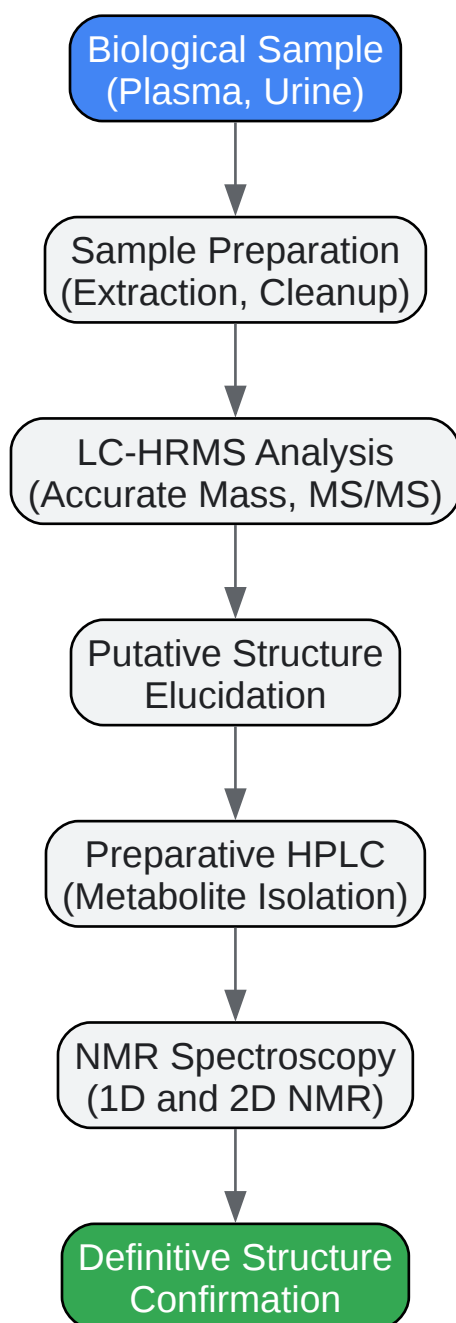 Biological Sample
(Plasma, Urine)
Sample Preparation
(Extraction, Cleanup)
LC-HRMS Analysis
(Accurate Mass, MS/MS)
Putative Structure
Elucidation
Preparative HPLC
(Metabolite Isolation)
NMR Spectroscopy
(1D and 2D NMR)
Definitive Structure
Confirmation